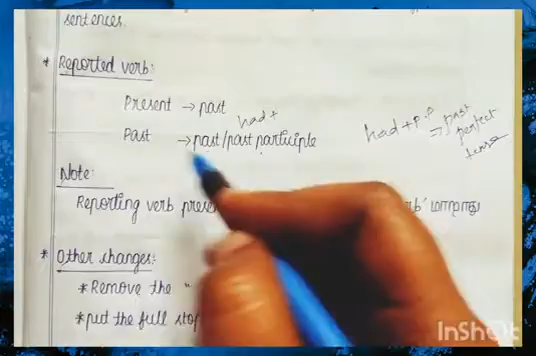 sentences.
* Reported verb:
Present → past
had +
Past → past/past participle
had + p.p
⇒ past
perfect
tense
Note:
Reporting verb prese மாறாது
* Other changes:
* Remove the "
* put the full stop
InShot